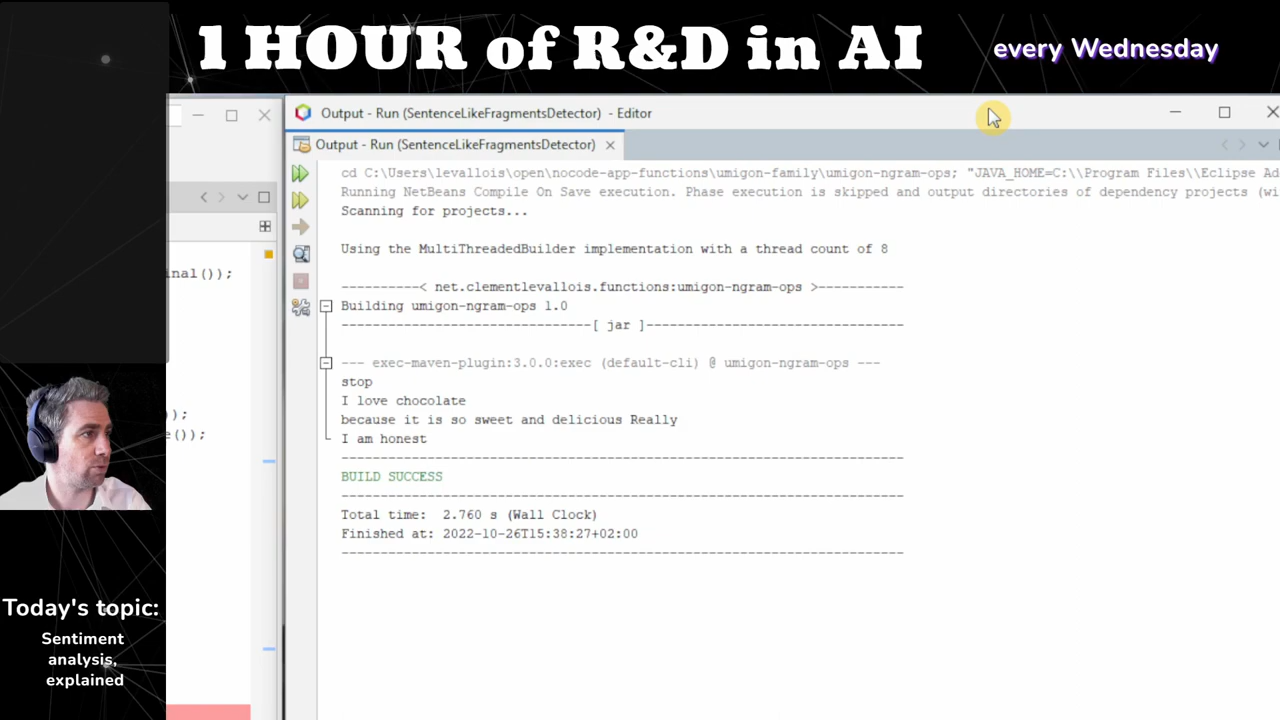 1 HOUR of R&D in AI
every Wednesday
Output - Run (SentenceLikeFragmentsDetector) - Editor
Output - Run (SentenceLikeFragmentsDetector)
cd C:\Users\levallois\open\nocode-app-functions\umigon-family\umigon-ngram-ops; "JAVA_HOME=C:\\Program Files\\Eclipse Ad
Running NetBeans Compile On Save execution. Phase execution is skipped and output directories of dependency projects (wi
Scanning for projects...
Using the MultiThreadedBuilder implementation with a thread count of 8
----------< net.clementlevallois.functions:umigon-ngram-ops >-----------
Building umigon-ngram-ops 1.0
--------------------------------[ jar ]---------------------------------
--- exec-maven-plugin:3.0.0:exec (default-cli) @ umigon-ngram-ops ---
stop
I love chocolate
because it is so sweet and delicious Really
I am honest
------------------------------------------------------------------------
BUILD SUCCESS
------------------------------------------------------------------------
Total time:  2.760 s (Wall Clock)
Finished at: 2022-10-26T15:38:27+02:00
------------------------------------------------------------------------
inal());
);
e());
Today's topic:
Sentiment
analysis,
explained